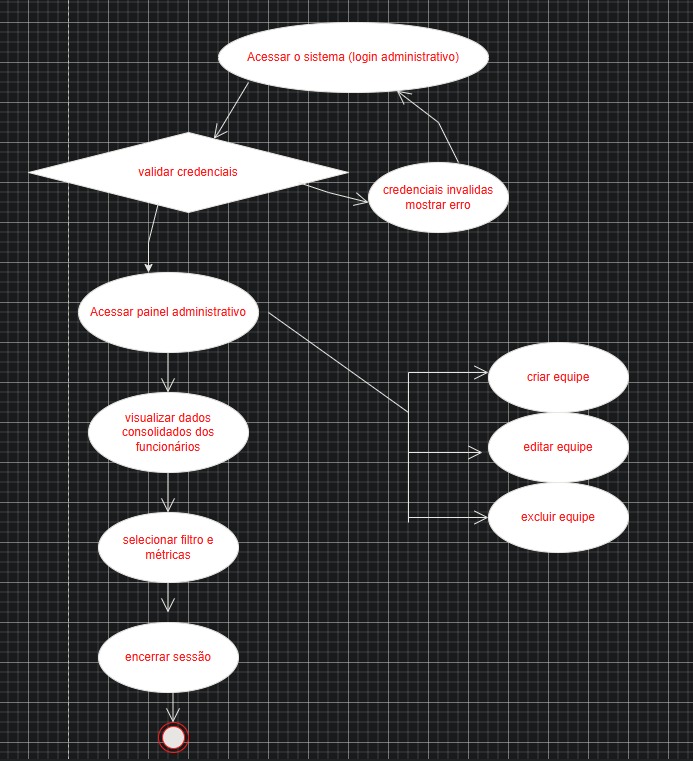 Acessar o sistema (login administrativo)
validar credenciais
credenciais invalidas
mostrar erro
Acessar painel administrativo
criar equipe
visualizar dados
consolidados dos
funcionários
editar equipe
excluir equipe
selecionar filtro e
métricas
encerrar sessão